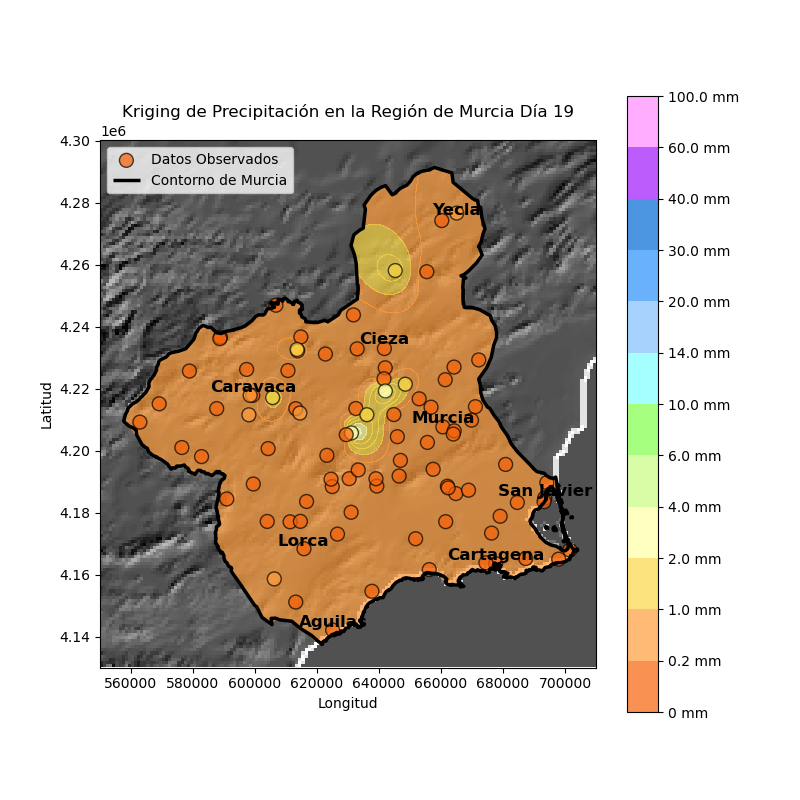 Kriging de Precipitación en la Región de Murcia Día 19
1e6
Datos Observados
Contorno de Murcia
4.30
4.28
4.26
4.24
4.22
4.20
4.18
4.16
4.14
Latitud
Yecla
Cieza
Caravaca
Murcia
San Javier
Lorca
Cartagena
Aguilas
560000 580000 600000 620000 640000 660000 680000 700000
Longitud
100.0 mm
60.0 mm
40.0 mm
30.0 mm
20.0 mm
14.0 mm
10.0 mm
6.0 mm
4.0 mm
2.0 mm
1.0 mm
0.2 mm
0 mm